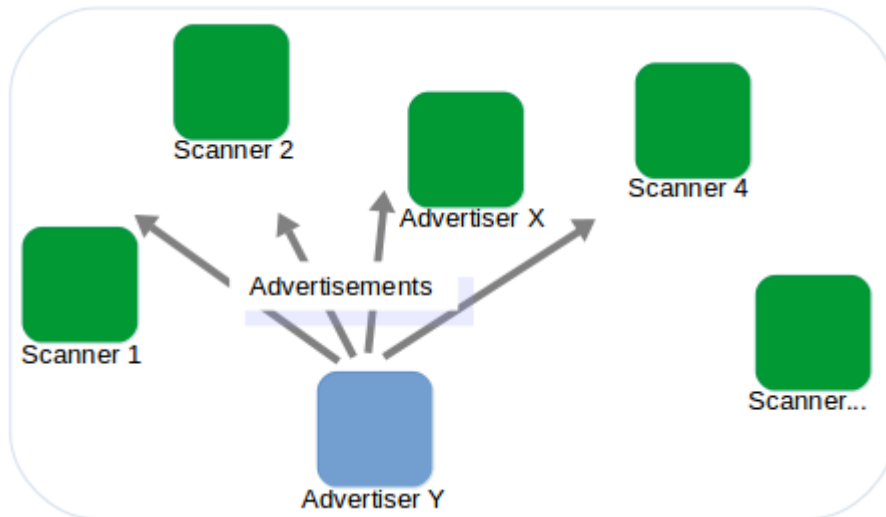 Scanner 2
Advertiser X
Scanner 4
Advertisements
Scanner 1
Scanner...
Advertiser Y